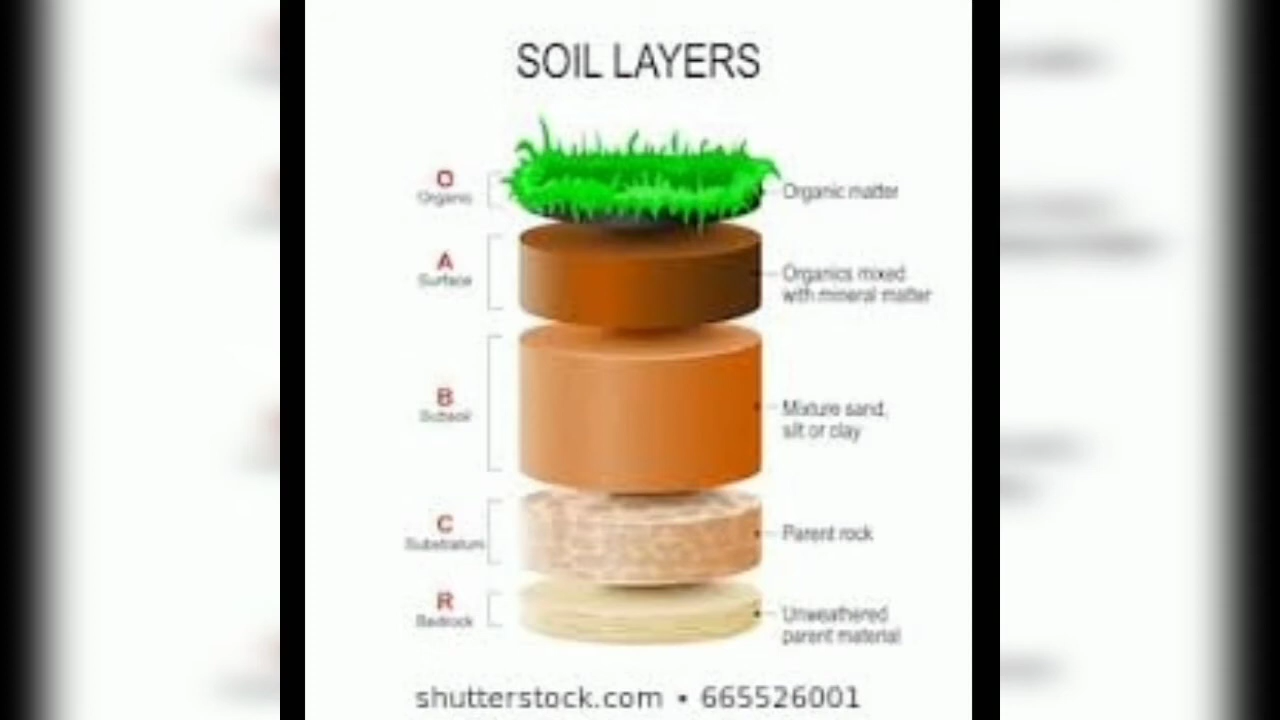 SOIL LAYERS
O
Organic
Organic matter
A
Surface
Organics mixed
with mineral matter
B
Subsoil
Mixture sand,
silt or clay
C
Substratum
Parent rock
R
Bedrock
Unweathered
parent material
shutterstock.com • 665526001